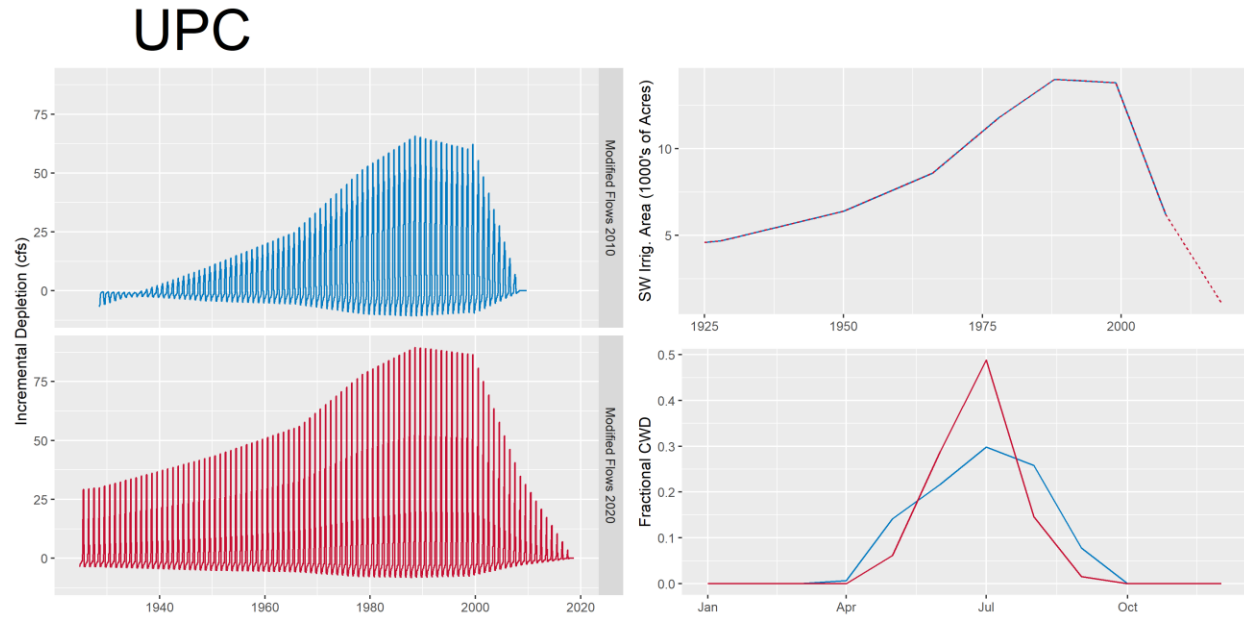 UPC
Incremental Depletion (cfs)
75
50
25
0
Modified Flows 2010
75
50
25
0
Modified Flows 2020
1940 1960 1980 2000 2020
SW Irrig. Area (1000's of Acres)
10
5
1925 1950 1975 2000
Fractional CWD
0.5
0.4
0.3
0.2
0.1
0.0
Jan Apr Jul Oct